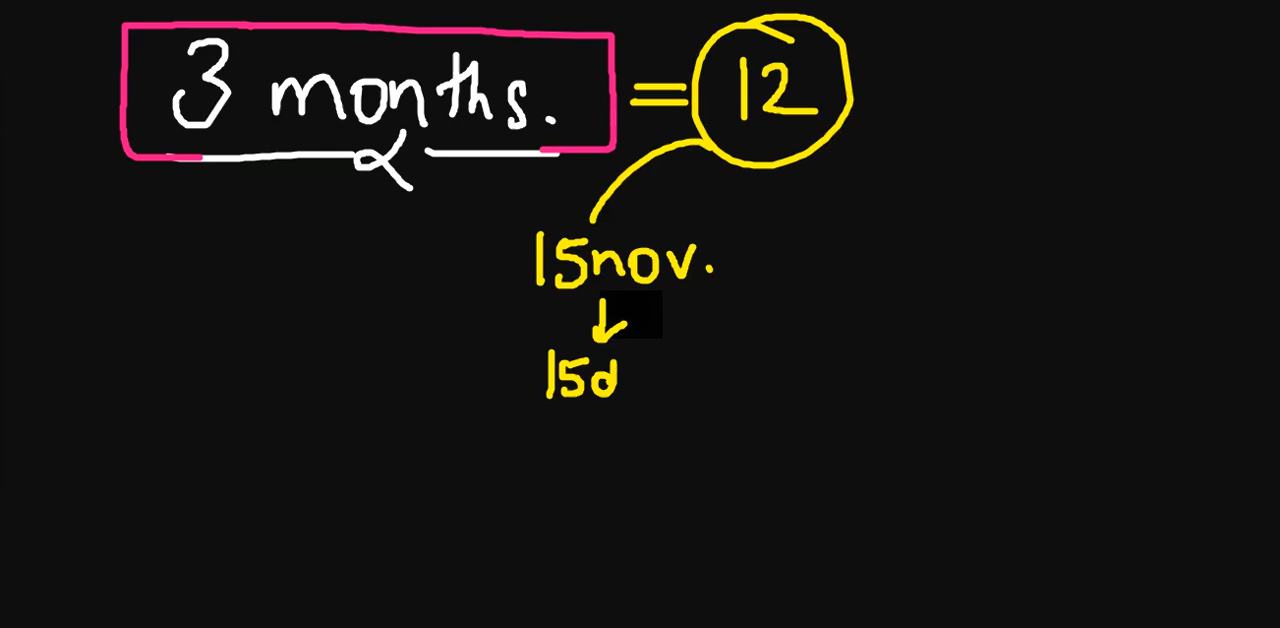 3 months. = 12
15nov.
↓
15d